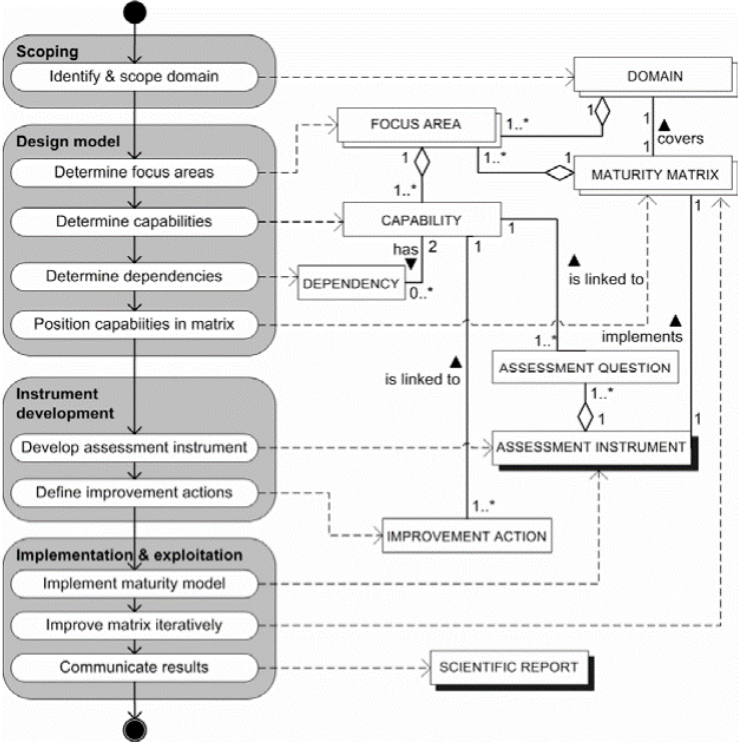 Scoping
Identify & scope domain
Design model
Determine focus areas
Determine capabilities
Determine dependencies
Position capabiities in matrix
Instrument
development
Develop assessment instrument
Define improvement actions
Implementation & exploitation
Implement maturity model
Improve matrix iteratively
Communicate results
DOMAIN
1
1..*
1
▲
covers
1
FOCUS AREA
1
1..*
1
1..*
MATURITY MATRIX
1
CAPABILITY
has
▼
2
1
1
DEPENDENCY
0..*
▲
is linked to
1..*
▲
implements
1
▲
is linked to
1..*
ASSESSMENT QUESTION
1..*
1
ASSESSMENT INSTRUMENT
IMPROVEMENT ACTION
SCIENTIFIC REPORT